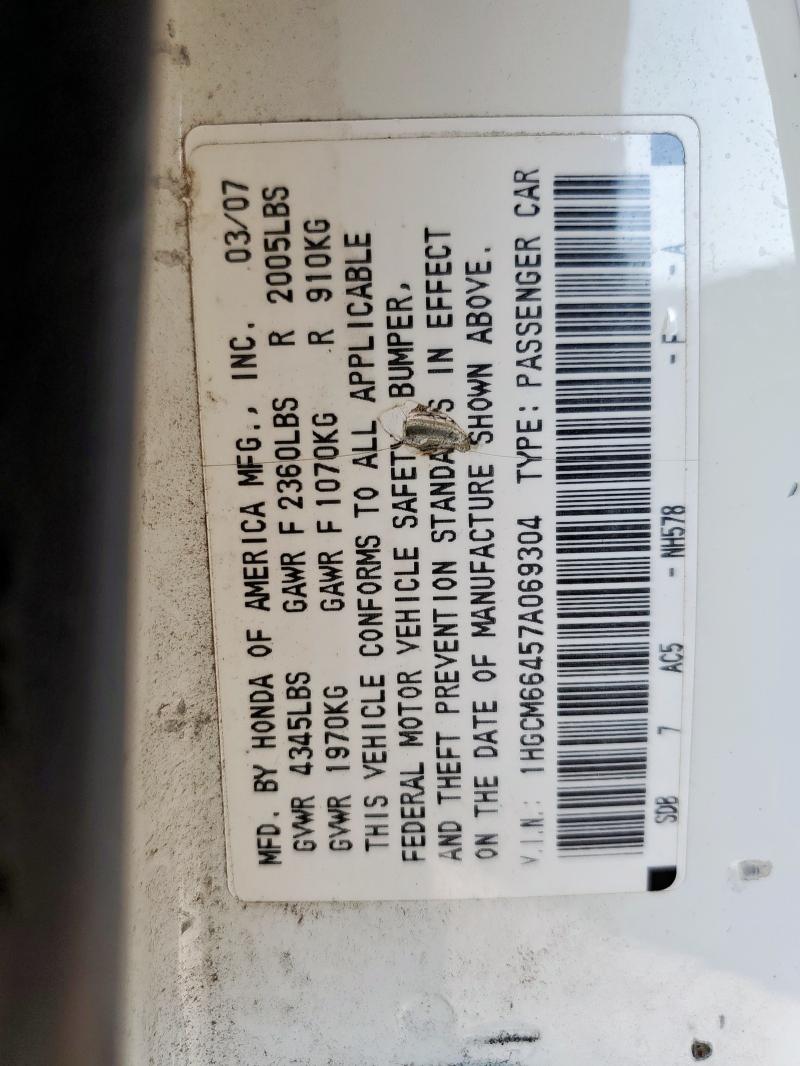 MFD. BY HONDA OF AMERICA MFG., INC. 03/07
GVWR 4345LBS GAWR F 2360LBS R 2005LBS
GVWR 1970KG GAWR F 1070KG R 910KG
THIS VEHICLE CONFORMS TO ALL APPLICABLE
FEDERAL MOTOR VEHICLE SAFETY BUMPER,
AND THEFT PREVENTION IN EFFECT
ON THE DATE OF MANUFACTURE SHOWN ABOVE.
V.I.N.: 1HGCM66457A069304 TYPE: PASSENGER CAR
SDB 7 AC5 - NH578 - F - A